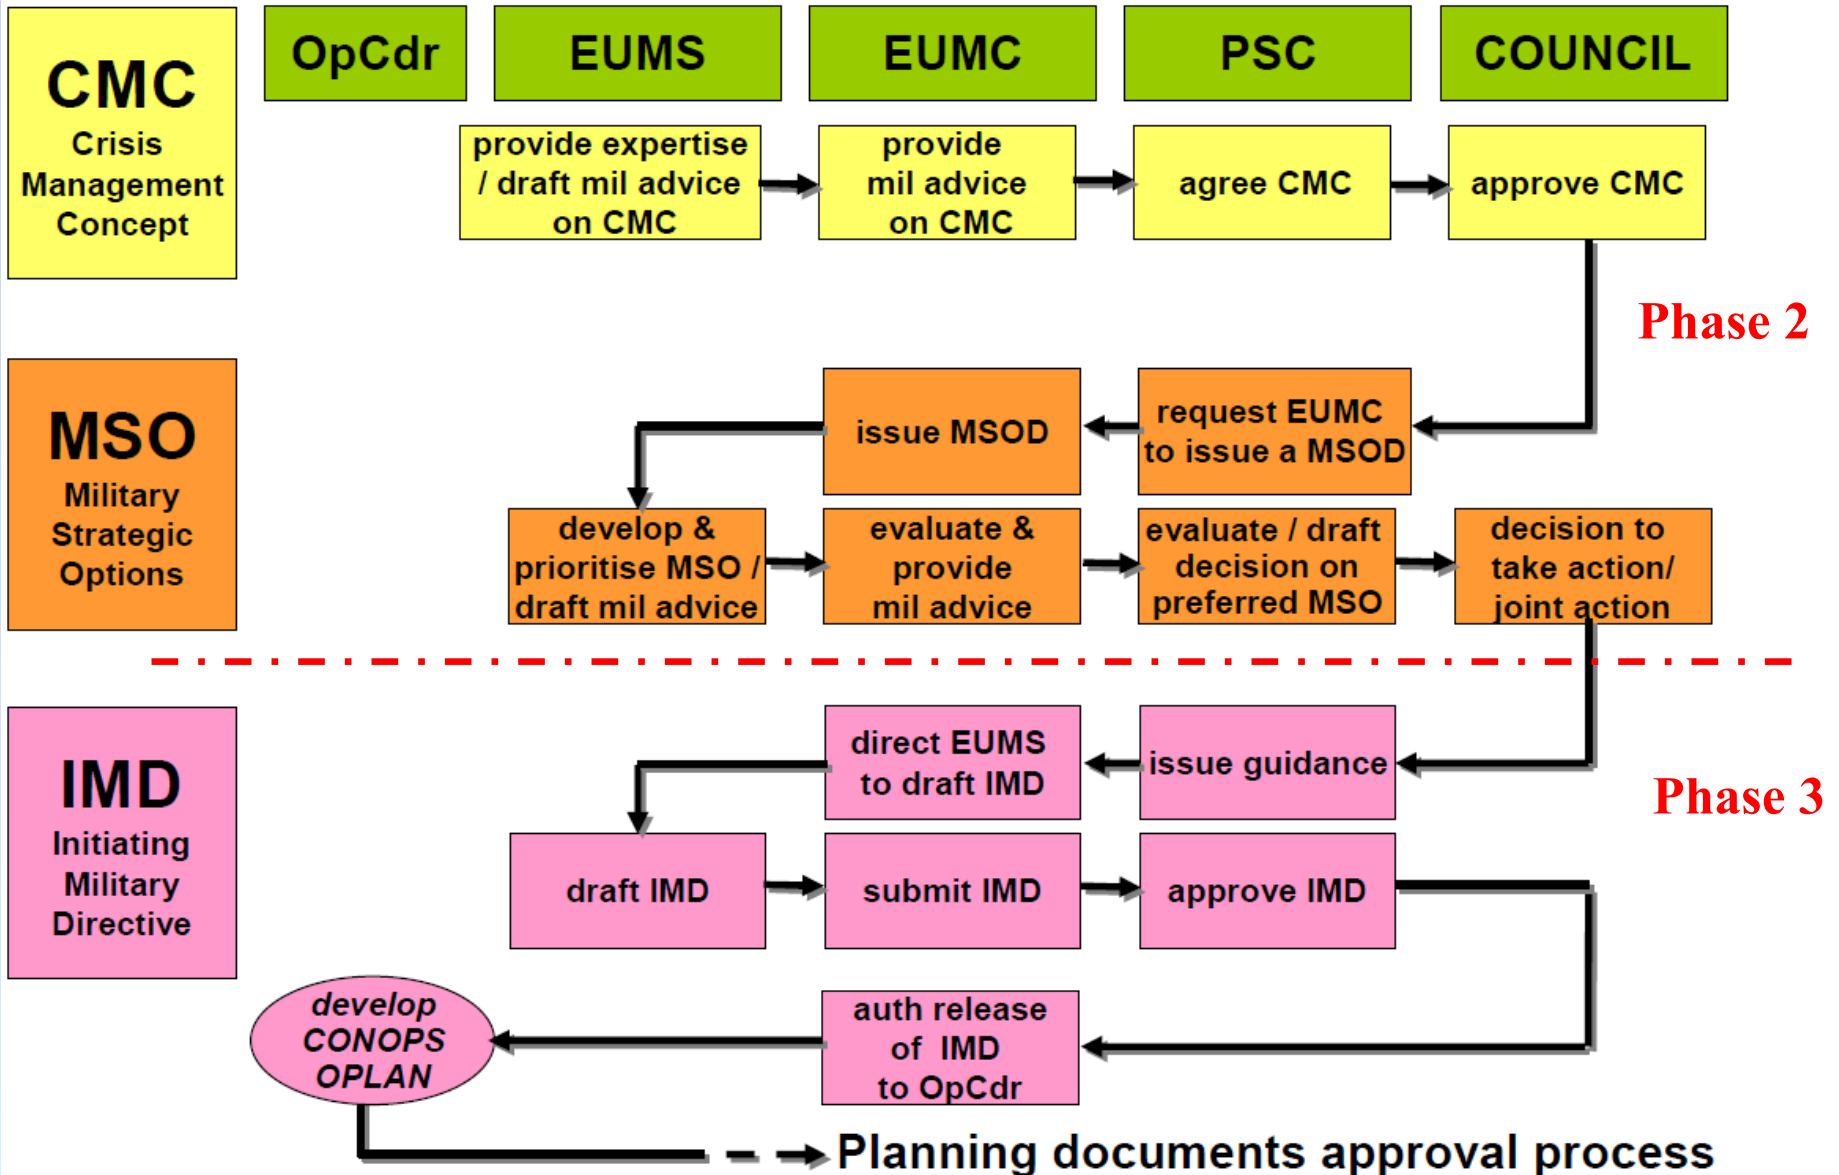 CMC
Crisis
Management
Concept
OpCdr
EUMS
EUMC
PSC
COUNCIL
provide expertise
/ draft mil advice
on CMC
provide
mil advice
on CMC
agree CMC
approve CMC
Phase 2
MSO
Military
Strategic
Options
issue MSOD
request EUMC
to issue a MSOD
develop &
prioritise MSO /
draft mil advice
evaluate &
provide
mil advice
evaluate / draft
decision on
preferred MSO
decision to
take action/
joint action
IMD
Initiating
Military
Directive
direct EUMS
to draft IMD
issue guidance
Phase 3
draft IMD
submit IMD
approve IMD
develop
CONOPS
OPLAN
auth release
of IMD
to OpCdr
Planning documents approval process